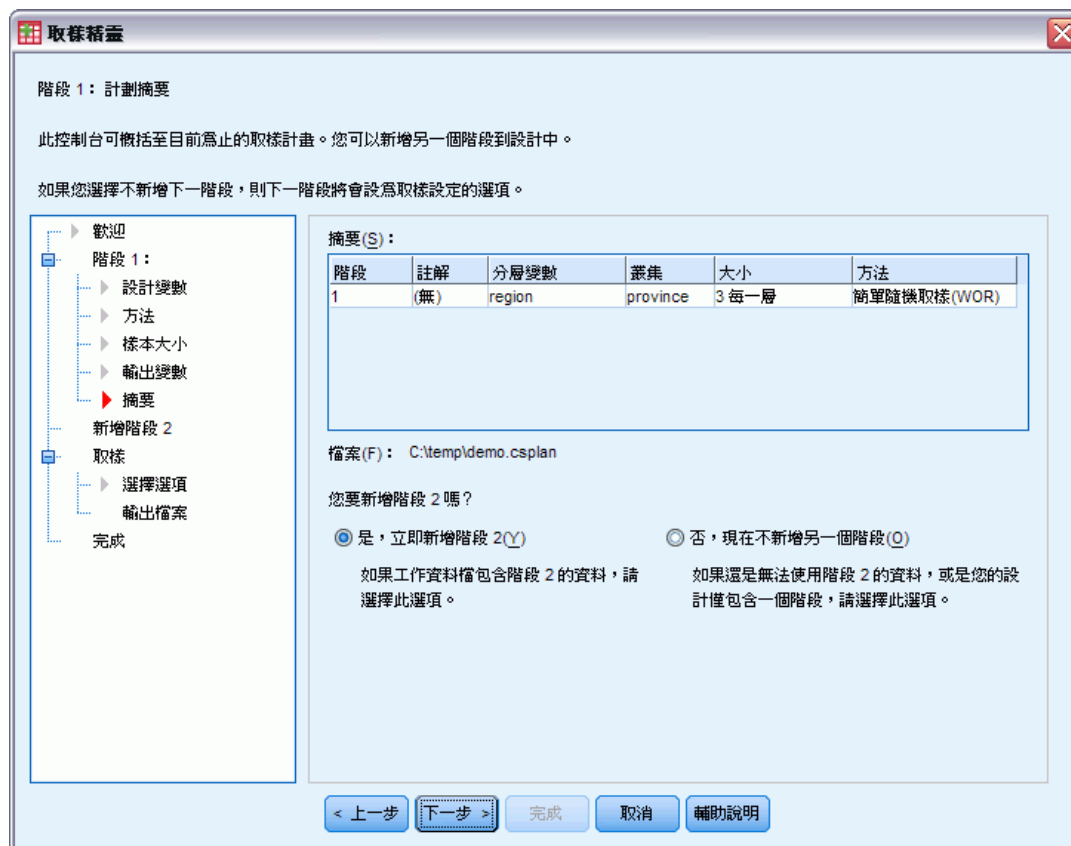 取樣精靈
階段 1：計劃摘要
此控制台可概括至目前為止的取樣計畫。您可以新增另一個階段到設計中。
如果您選擇不新增下一階段，則下一階段將會設為取樣設定的選項。
歡迎
階段 1：
設計變數
方法
樣本大小
輸出變數
摘要
新增階段 2
取樣
選擇選項
輸出檔案
完成
摘要(S)：
階段 註解 分層變數 叢集 大小 方法
1 (無) region province 3 每一層 簡單隨機取樣(WOR)
檔案(F)： C:\temp\demo.csplan
您要新增階段 2 嗎？
是，立即新增階段 2(Y)
如果工作資料檔包含階段 2 的資料，請
選擇此選項。
否，現在不新增另一個階段(O)
如果還是無法使用階段 2 的資料，或是您的設
計僅包含一個階段，請選擇此選項。
< 上一步 下一步 > 完成 取消 輔助說明